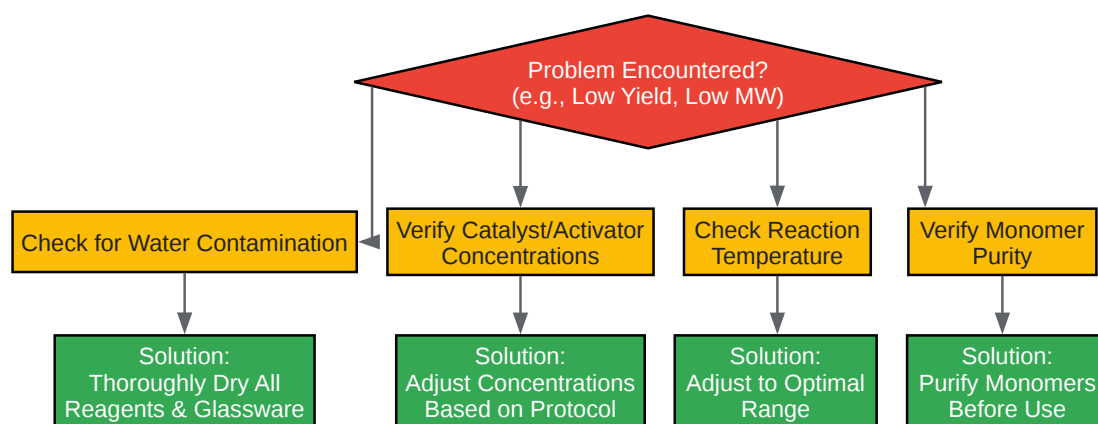 Problem Encountered?
(e.g., Low Yield, Low MW)
Check for Water Contamination
Verify Catalyst/Activator
Concentrations
Check Reaction
Temperature
Verify Monomer
Purity
Solution:
Thoroughly Dry All
Reagents & Glassware
Solution:
Adjust Concentrations
Based on Protocol
Solution:
Adjust to Optimal
Range
Solution:
Purify Monomers
Before Use